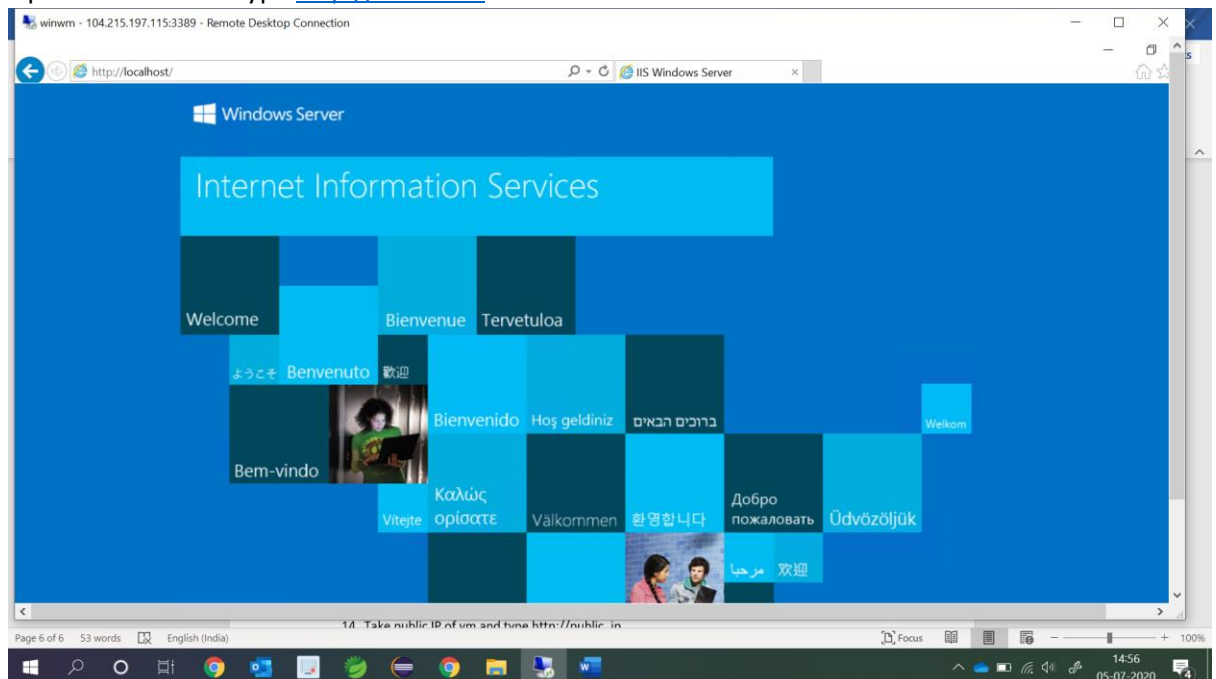 winwm - 104.215.197.115:3389 - Remote Desktop Connection
http://localhost/
IIS Windows Server
Windows Server
Internet Information Services
Welcome
Bienvenue
Tervetuloa
ようこそ
Benvenuto
歡迎
Bienvenido
Hoş geldiniz
ברוכים הבאים
Welkom
Bem-vindo
Vítejte
Καλώς
ορίσατε
Välkommen
환영합니다
Добро
пожаловать
Üdvözöljük
مرحبا
欢迎
14. Take public IP of vm and type http://public_ip
Page 6 of 6
53 words
English (India)
Focus
100%
14:56
05-07-2020
4